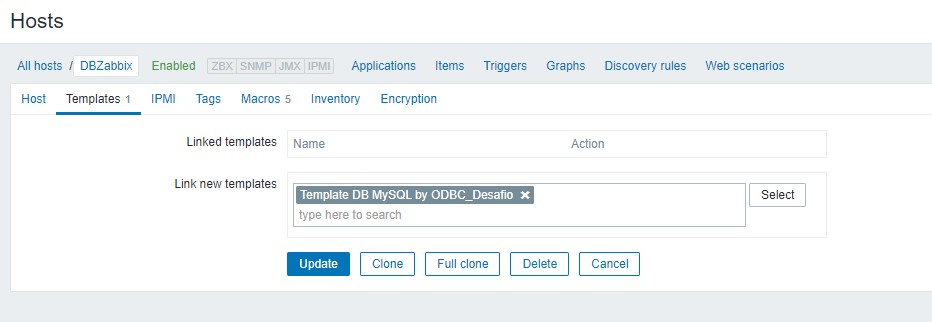 Hosts
All hosts / DBZabbix Enabled ZBX SNMP JMX IPMI Applications Items Triggers Graphs Discovery rules Web scenarios
Host Templates 1 IPMI Tags Macros 5 Inventory Encryption
Linked templates Name Action
Link new templates Template DB MySQL by ODBC_Desafio × Select
type here to search
Update Clone Full clone Delete Cancel